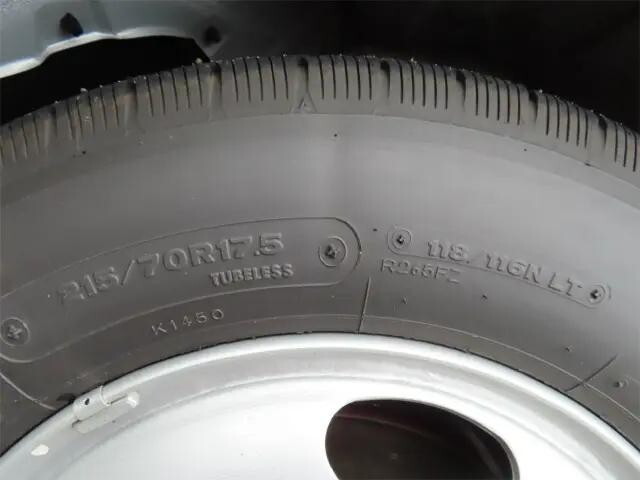 215/70R17.5
TUBELESS
K1450
118/116N LT
R265FZ